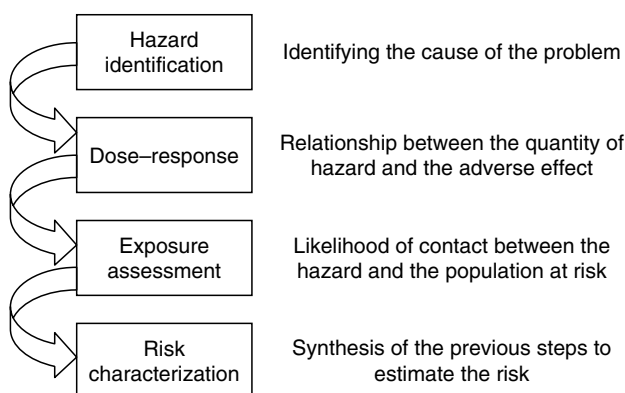 Hazard
identification
Identifying the cause of the problem
Dose–response
Relationship between the quantity of
hazard and the adverse effect
Exposure
assessment
Likelihood of contact between the
hazard and the population at risk
Risk
characterization
Synthesis of the previous steps to
estimate the risk